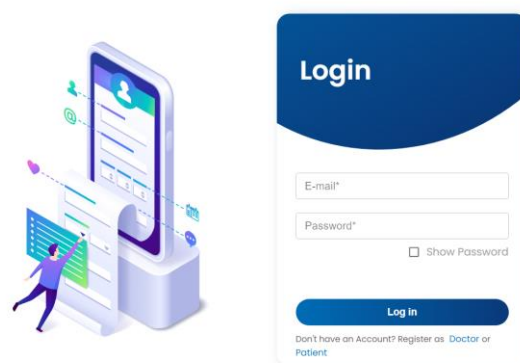 Login
E-mail*
Password*
Show Password
Log in
Don't have an Account? Register as Doctor or
Patient